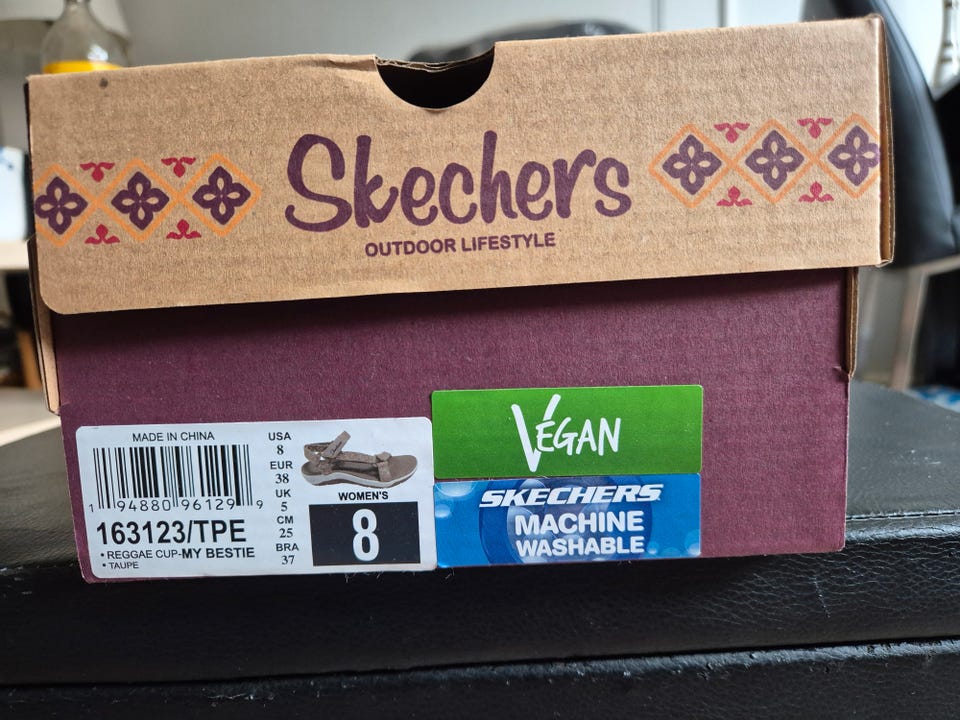 Skechers
OUTDOOR LIFESTYLE
MADE IN CHINA
1 94880 96129 9
163123/TPE
• REGGAE CUP-MY BESTIE
• TAUPE
USA
8
EUR
38
UK
5
CM
25
BRA
37
WOMEN'S
8
VEGAN
SKECHERS
MACHINE
WASHABLE